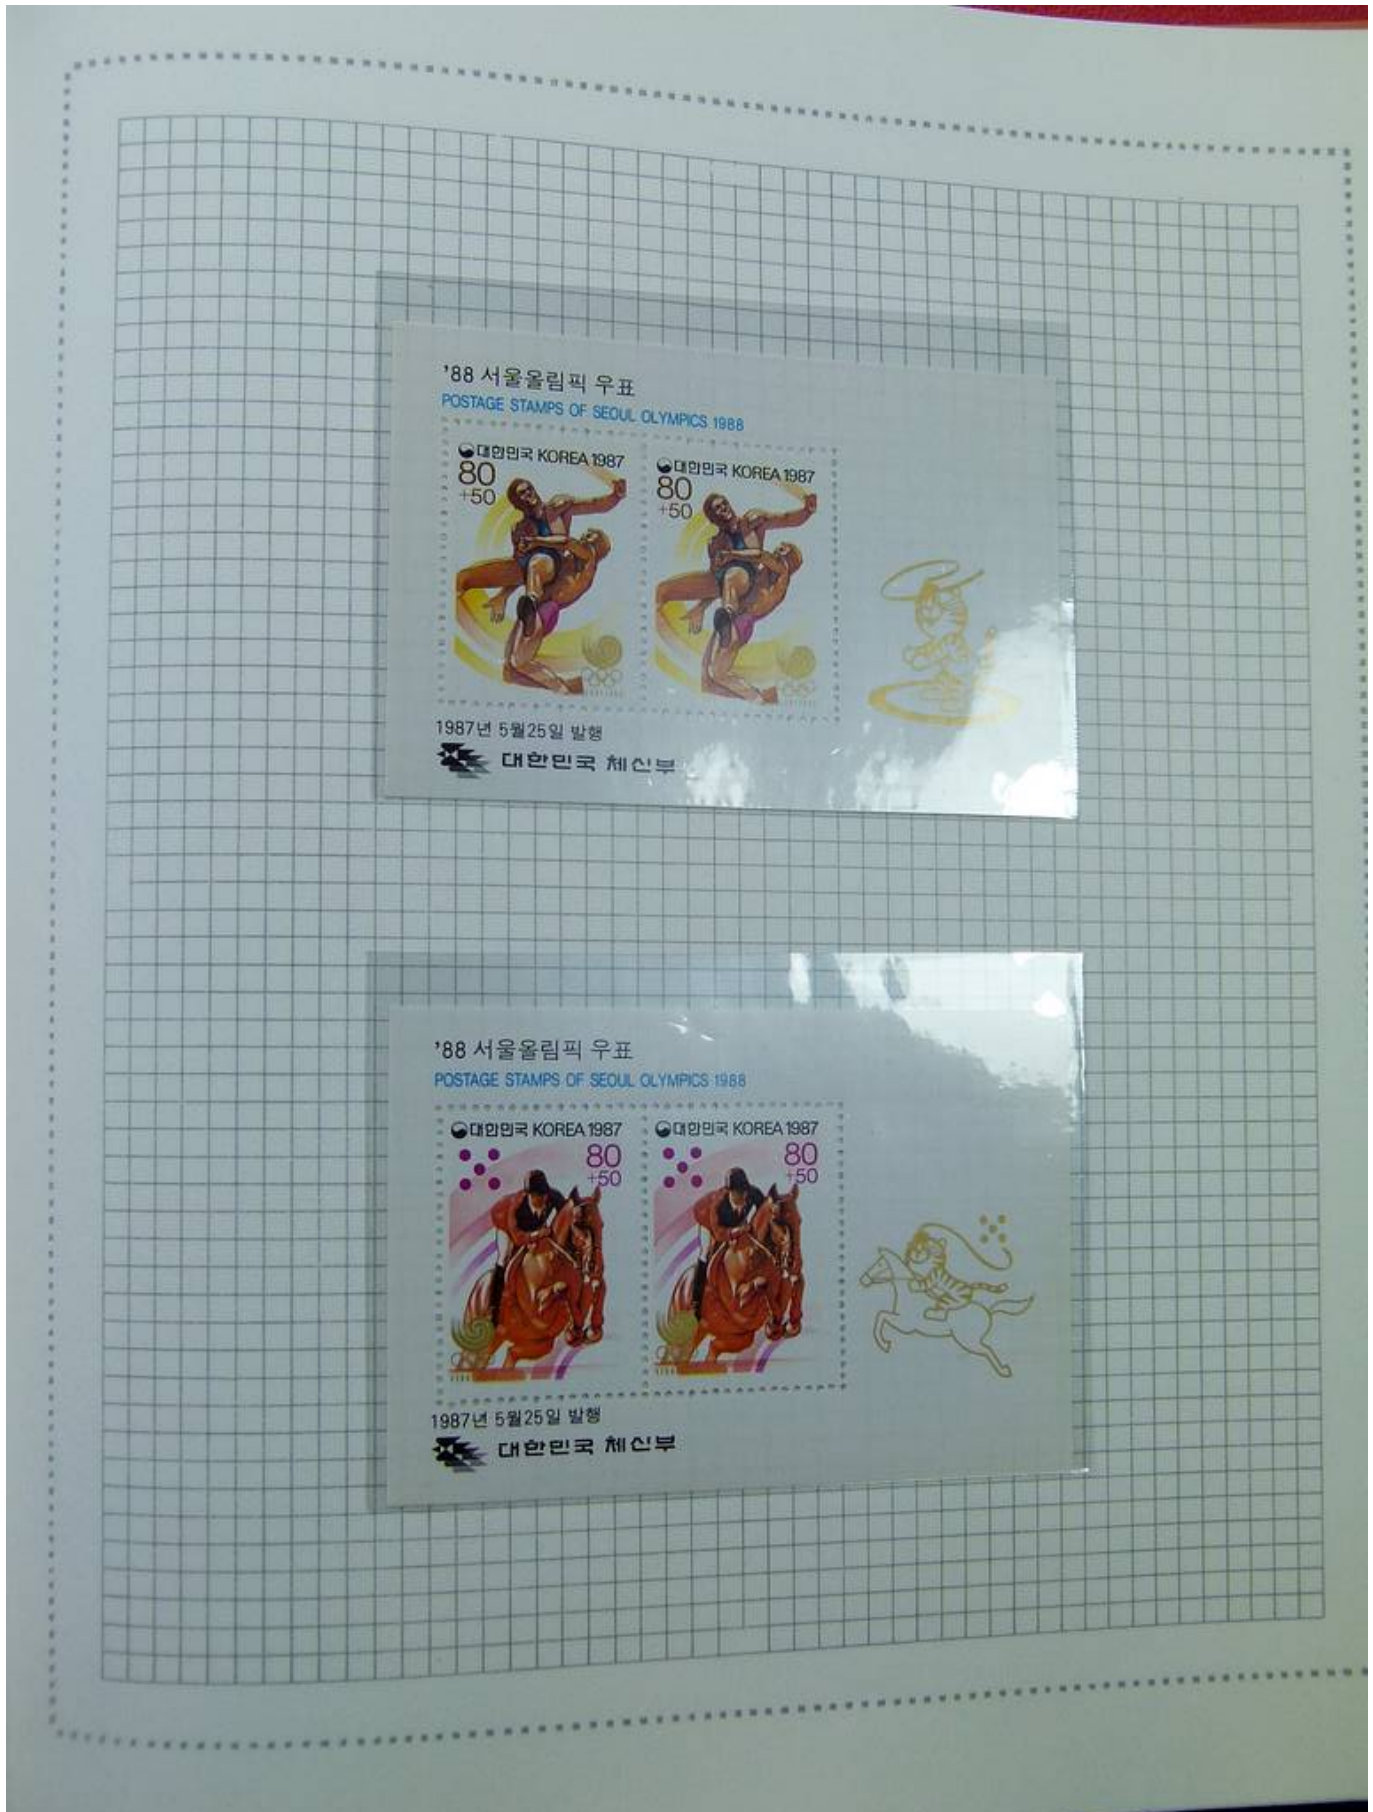 '88 서울올림픽 우표
POSTAGE STAMPS OF SEOUL OLYMPICS 1988
대한민국 KOREA 1987
80
+50
대한민국 KOREA 1987
80
+50
1987년 5월25일 발행
대한민국 체신부
'88 서울올림픽 우표
POSTAGE STAMPS OF SEOUL OLYMPICS 1988
대한민국 KOREA 1987
80
+50
대한민국 KOREA 1987
80
+50
1987년 5월25일 발행
대한민국 체신부